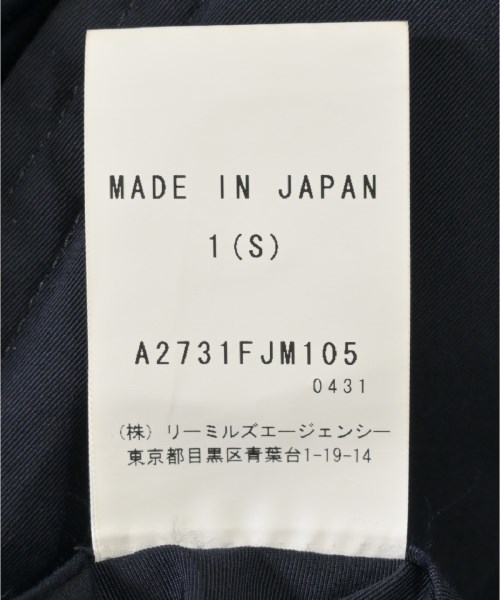 MADE IN JAPAN
1(S)
A2731FJM105
0431
(株) リーミルズエージェンシー
東京都目黒区青葉台1-19-14